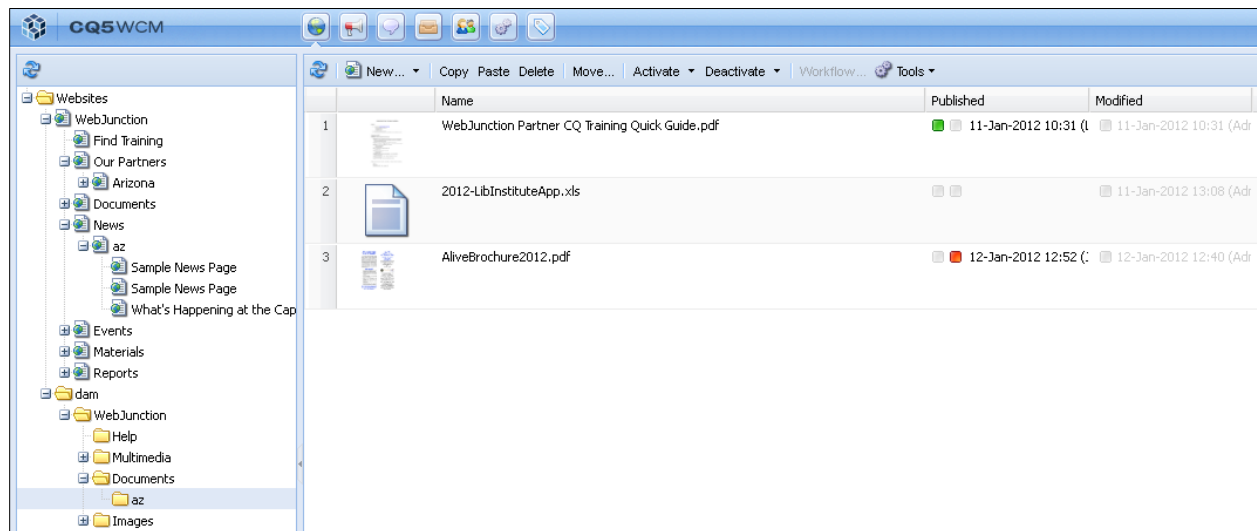 CQ5WCM
New... Copy Paste Delete Move... Activate Deactivate Workflow... Tools
Name Published Modified
1 WebJunction Partner CQ Training Quick Guide.pdf 11-Jan-2012 10:31 ( 11-Jan-2012 10:31 (Adr
2 2012-LibInstituteApp.xls 11-Jan-2012 13:08 (Adr
3 AliveBrochure2012.pdf 12-Jan-2012 12:52 ( 12-Jan-2012 12:40 (Adr
Websites
WebJunction
Find Training
Our Partners
Arizona
Documents
News
az
Sample News Page
Sample News Page
What's Happening at the Cap
Events
Materials
Reports
dam
WebJunction
Help
Multimedia
Documents
az
Images